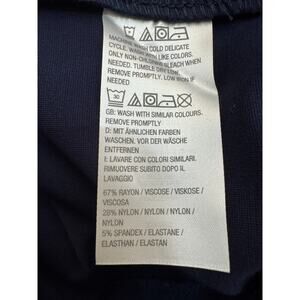 MACHINE WASH COLD DELICATE
CYCLE. WASH WITH LIKE COLORS.
ONLY NON-CHLORINE BLEACH WHEN
NEEDED. TUMBLE DRY LOW.
REMOVE PROMPTLY. LOW IRON IF
NEEDED
30
GB: WASH WITH SIMILAR COLOURS.
REMOVE PROMPTLY
D: MIT ÄHNLICHEN FARBEN
WASCHEN. VOR DER WÄSCHE
ENTFERNEN
I: LAVARE CON COLORI SIMILARI.
RIMUOVERE SUBITO DOPO IL
LAVAGGIO
67% RAYON / VISCOSE / VISKOSE /
VISCOSA
28% NYLON / NYLON / NYLON /
NYLON
5% SPANDEX / ELASTANE /
ELASTHAN / ELASTAN